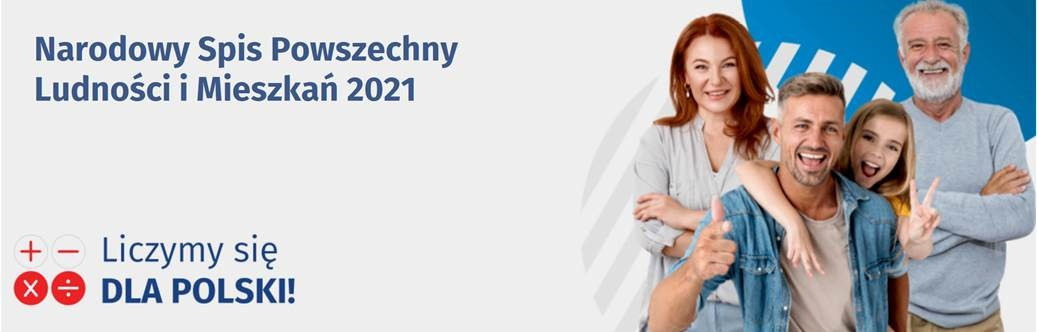 Narodowy Spis Powszechny
Ludności i Mieszkań 2021
Liczymy się
DLA POLSKI!